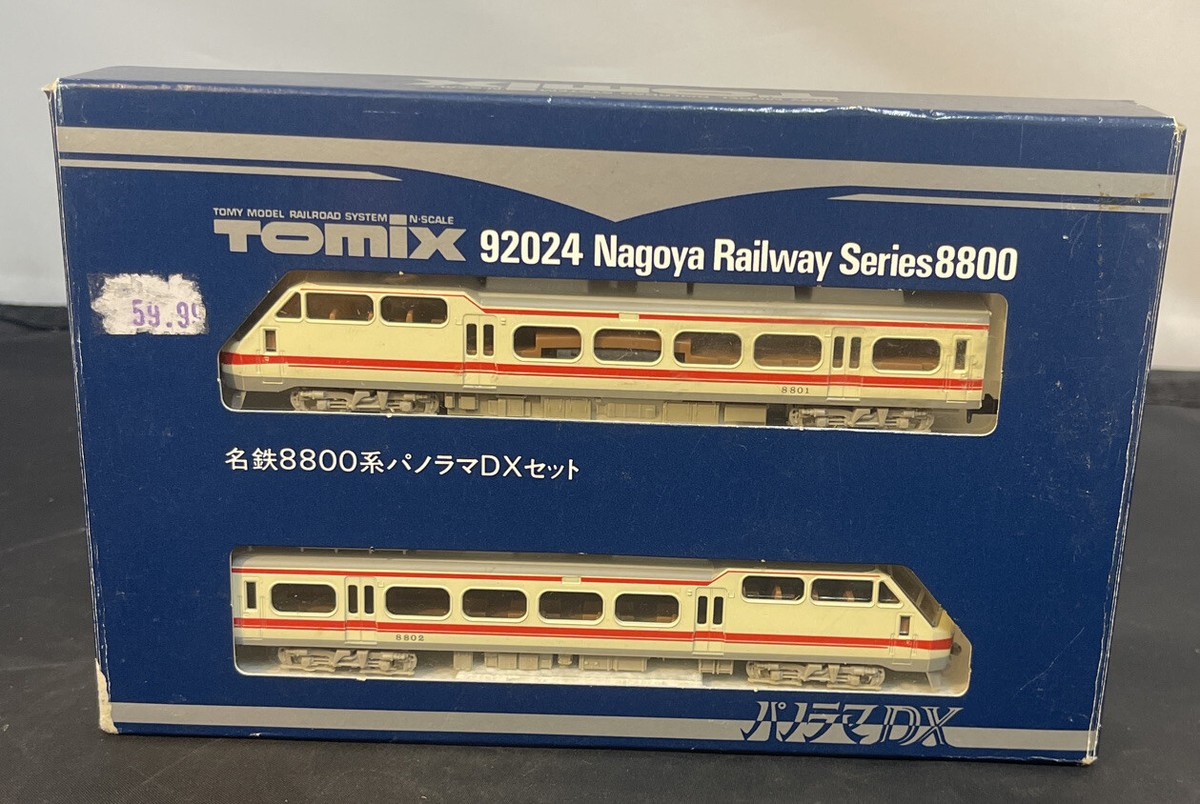 TOMY MODEL RAILROAD SYSTEM N-SCALE
TOMIX 92024 Nagoya Railway Series 8800
59.99
8801
名鉄8800系パノラマDXセット
8802
パノラマDX